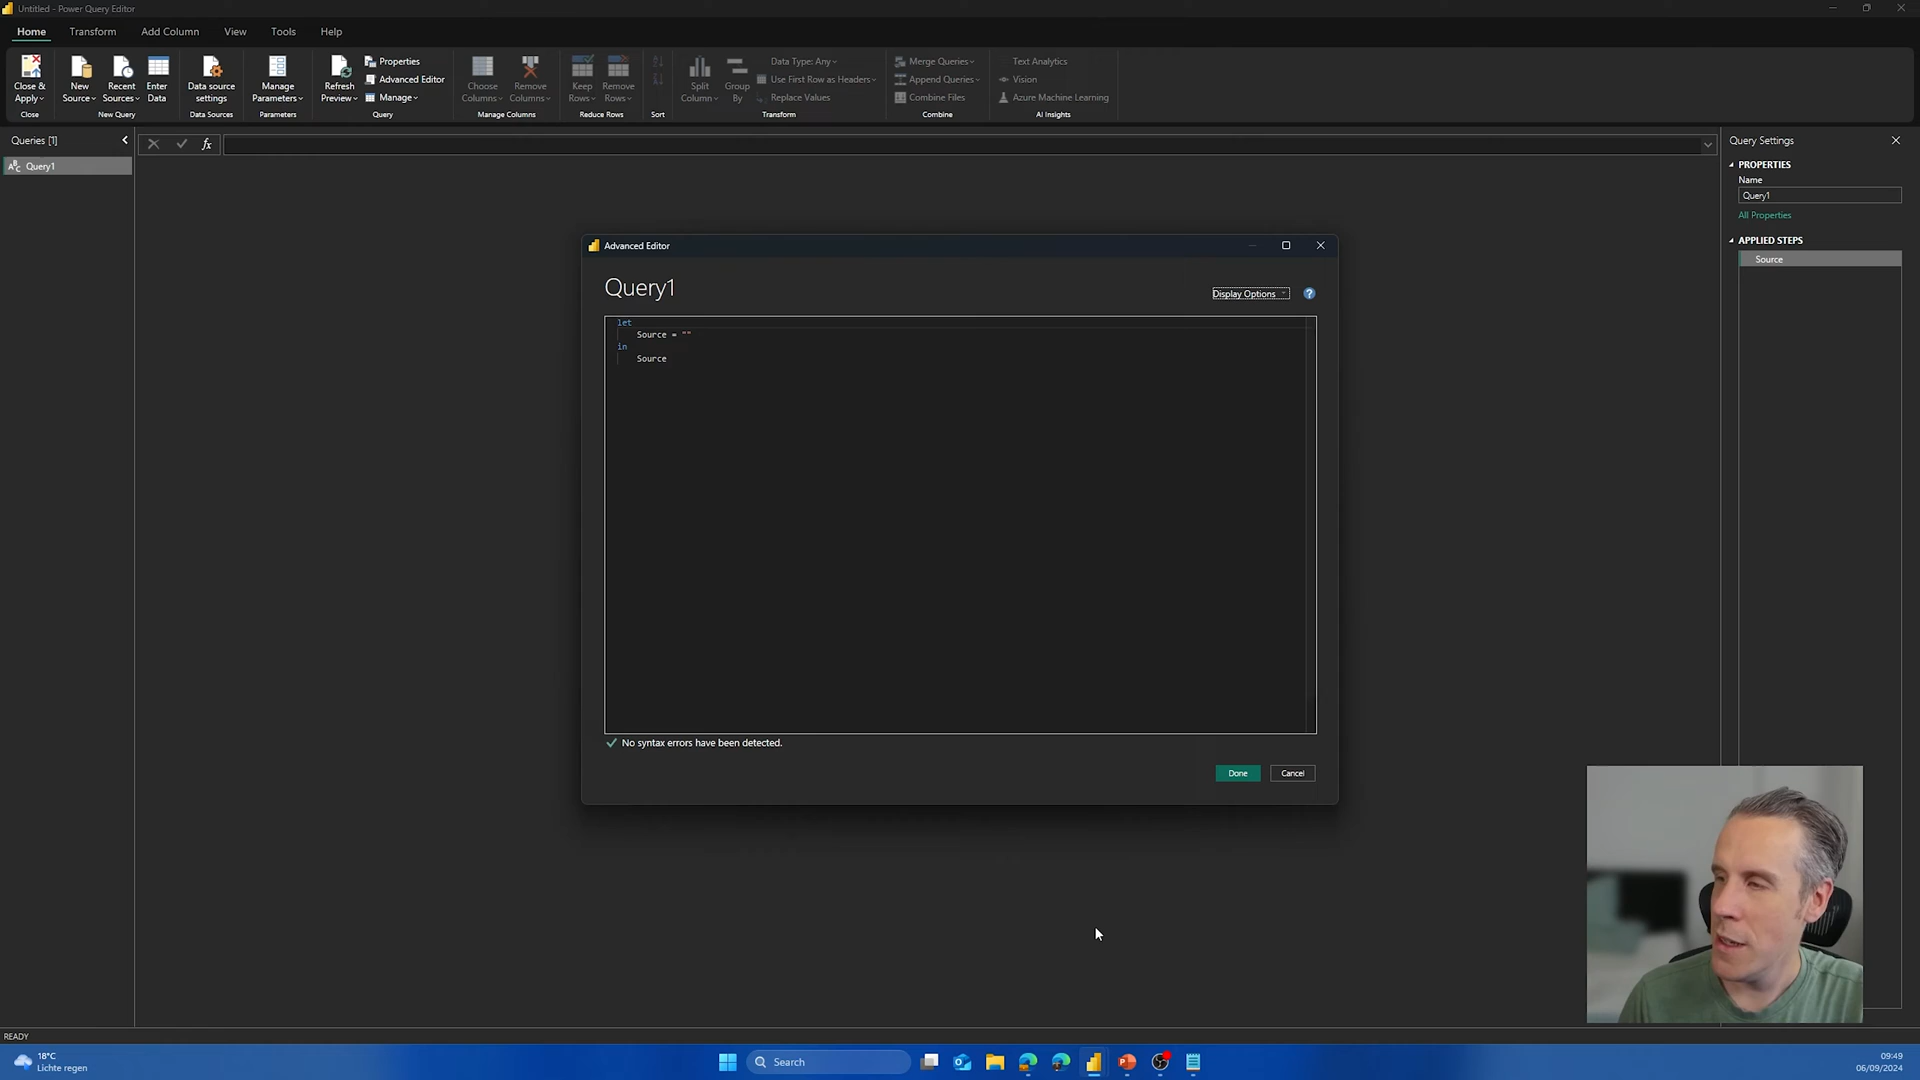 Untitled - Power Query Editor
Home Transform Add Column View Tools Help
Close & Apply
New Source
Recent Sources
Enter Data
Data source settings
Manage Parameters
Refresh Preview
Properties
Advanced Editor
Manage
Choose Columns
Remove Columns
Keep Rows
Remove Rows
Split Column
Group By
Data Type: Any
Use First Row as Headers
Replace Values
Merge Queries
Append Queries
Combine Files
Text Analytics
Vision
Azure Machine Learning
Close New Query Data Sources Parameters Query Manage Columns Reduce Rows Sort Transform Combine AI Insights
Queries [1]
fx
Query1
Query Settings
PROPERTIES
Name
Query1
All Properties
APPLIED STEPS
Source
Advanced Editor
Query1
Display Options
?
let
Source = ""
in
Source
No syntax errors have been detected.
Done Cancel
READY
18°C
Lichte regen
Search
09:49
06/09/2024